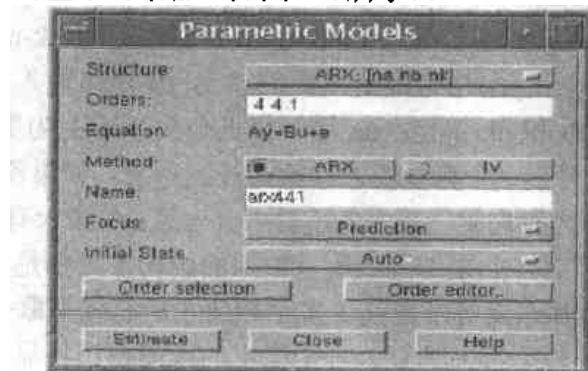 Parametric Models
Structure: ARX: [na nb nk]
Orders: 4 4 1
Equation: Ay=Bu+e
Method: ARX IV
Name: arx441
Focus: Prediction
Initial State: Auto
Order selection Order editor...
Estimate Close Help